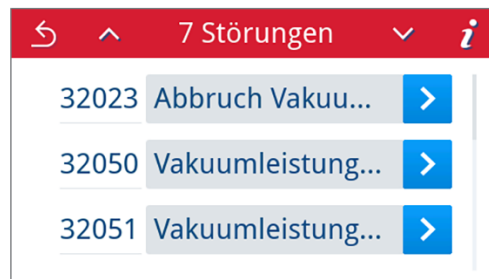 7 Störungen i
32023 Abbruch Vakuu...
32050 Vakuumleistung...
32051 Vakuumleistung...